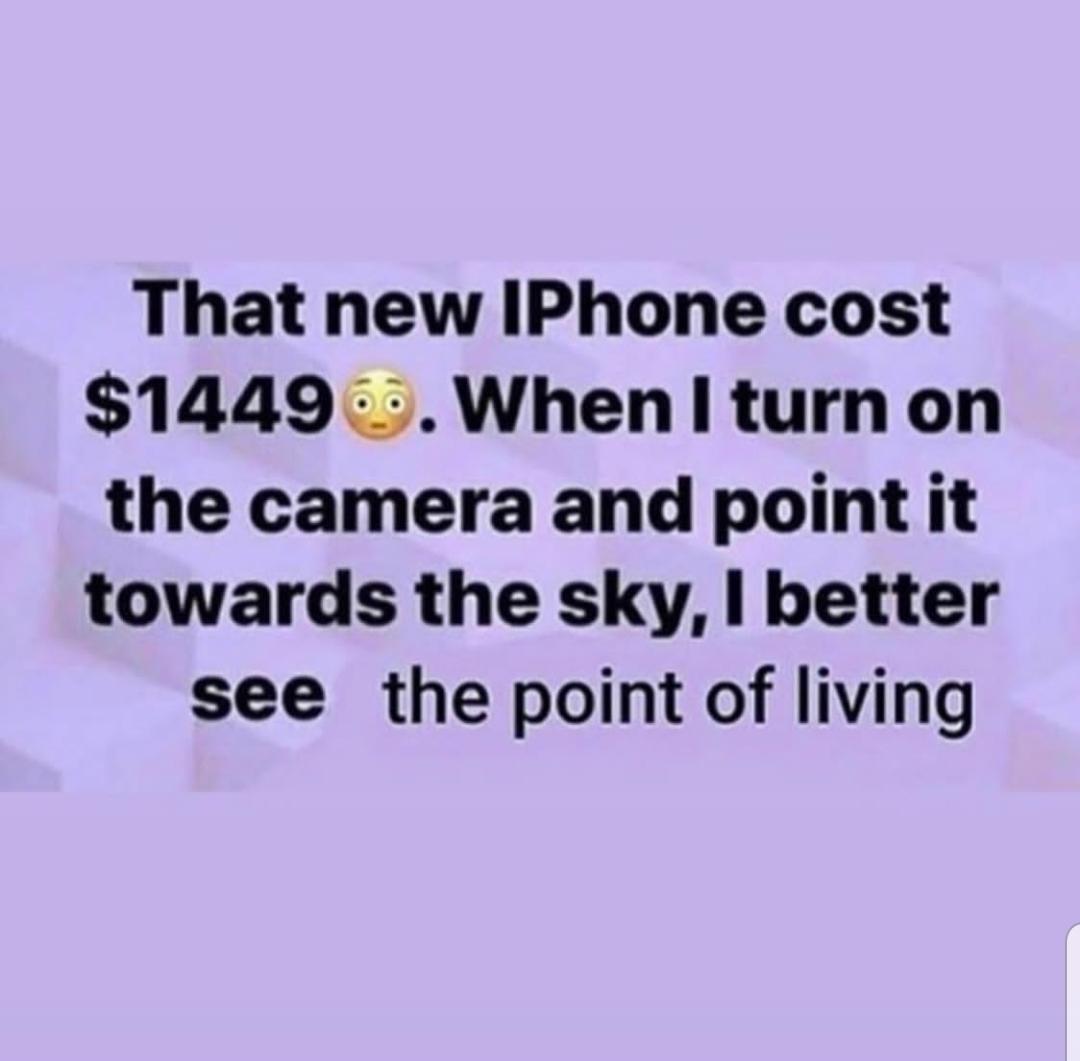 That new IPhone cost
$1449😳. When I turn on
the camera and point it
towards the sky, I better
see the point of living